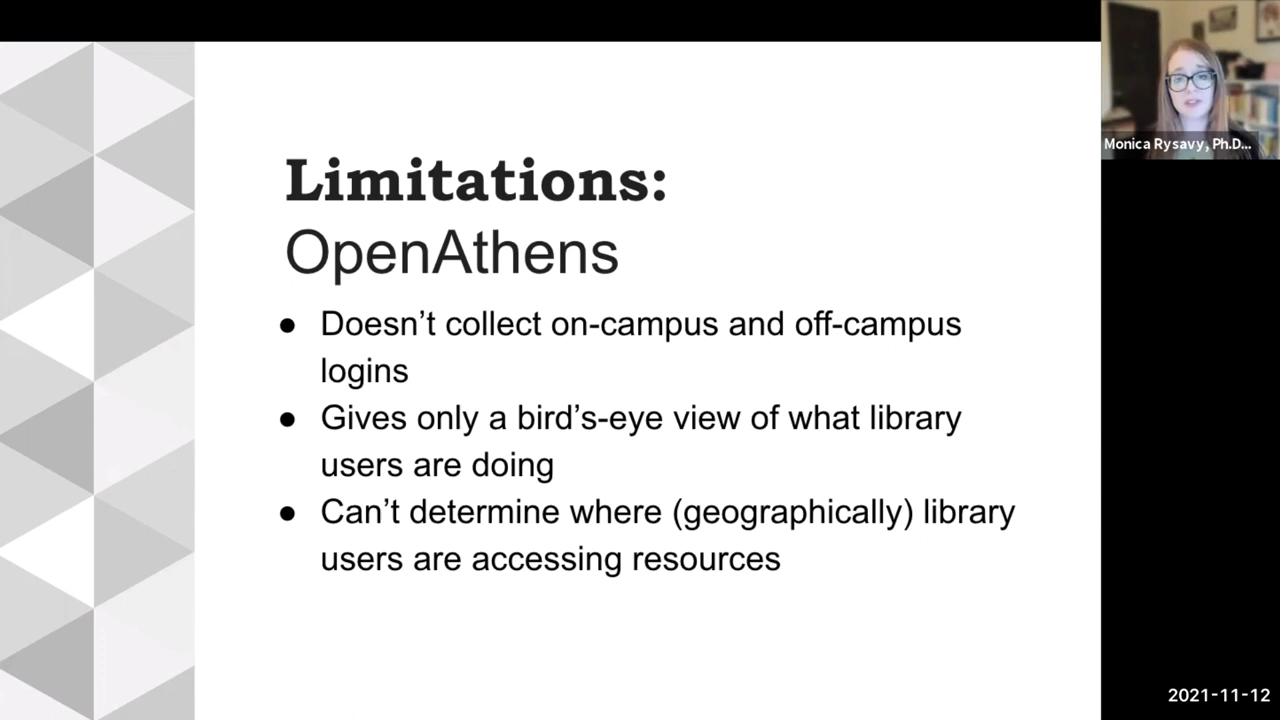 Monica Rysavy, Ph.D...
Limitations:
OpenAthens
● Doesn’t collect on-campus and off-campus
logins
● Gives only a bird’s-eye view of what library
users are doing
● Can’t determine where (geographically) library
users are accessing resources
2021-11-12